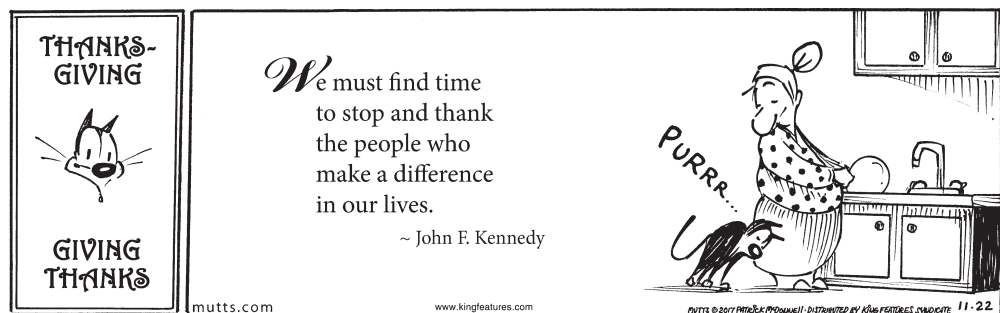 THANKS-
GIVING
GIVING
THANKS
We must find time
to stop and thank
the people who
make a difference
in our lives.
~ John F. Kennedy
PURRR...
mutts.com
www.kingfeatures.com
MUTTS © 2017 PATRICK McDONNELL · DISTRIBUTED BY KING FEATURES SYNDICATE 11·22